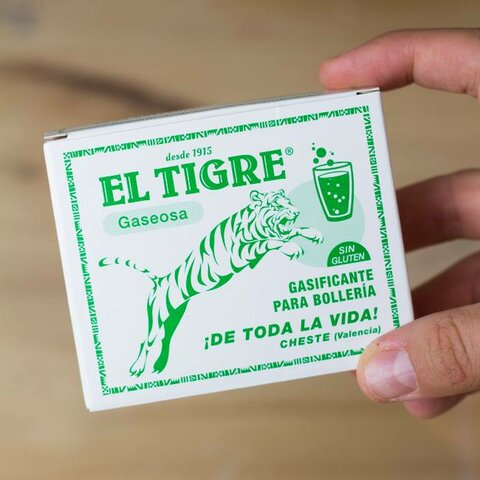 desde 1915
EL TIGRE®
Gaseosa
SIN
GLUTEN
GASIFICANTE
PARA BOLLERÍA
¡DE TODA LA VIDA!
CHESTE (Valencia)